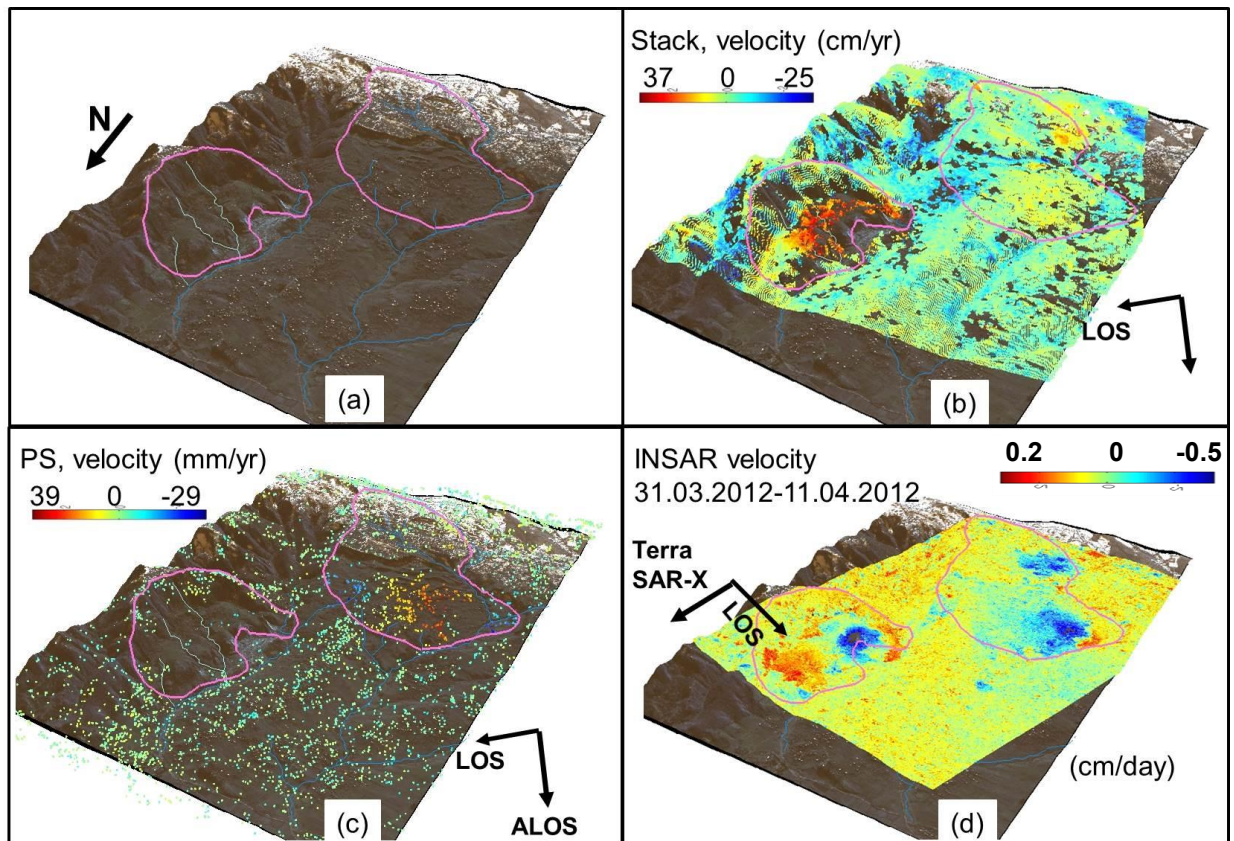 N
(a)
Stack, velocity (cm/yr)
37 0 -25
LOS
(b)
PS, velocity (mm/yr)
39 0 -29
LOS
ALOS
(c)
INSAR velocity
31.03.2012-11.04.2012
0.2 0 -0.5
Terra
SAR-X
LOS
(cm/day)
(d)